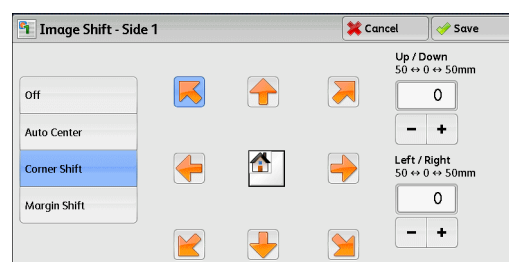 Image Shift - Side 1
Cancel
Save
Off
Auto Center
Corner Shift
Margin Shift
Up / Down
50 ↔ 0 ↔ 50mm
0
− +
Left / Right
50 ↔ 0 ↔ 50mm
0
− +